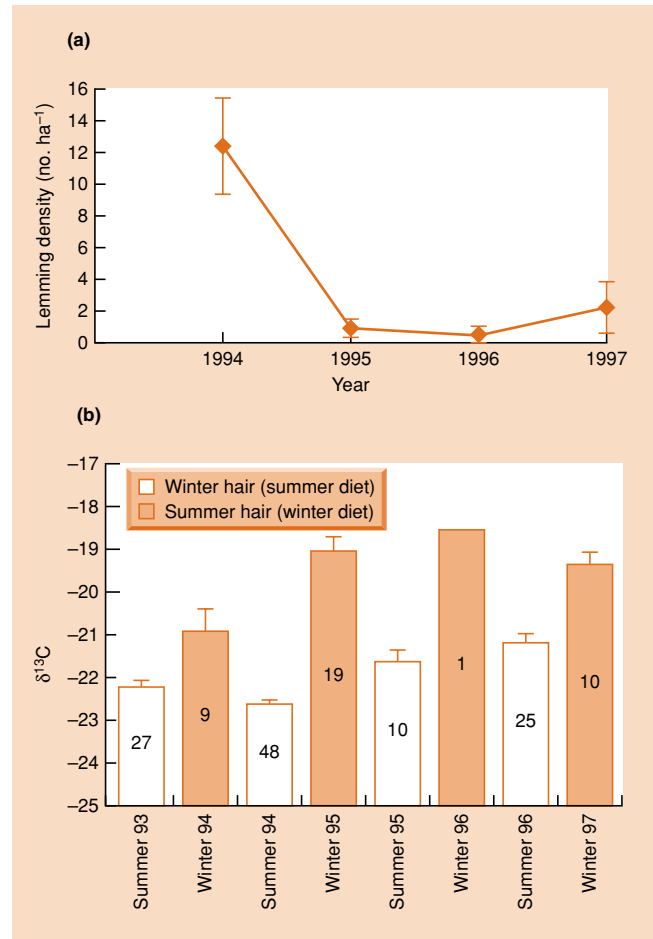 (a)
16
14
12
10
8
6
4
2
0
Lemming density (no. ha⁻¹)
1994 1995 1996 1997
Year
(b)
–17
–18
–19
–20
–21
–22
–23
–24
–25
δ¹³C
Winter hair (summer diet)
Summer hair (winter diet)
27 9 48 19 10 1 25 10
Summer 93
Winter 94
Summer 94
Winter 95
Summer 95
Winter 96
Summer 96
Winter 97